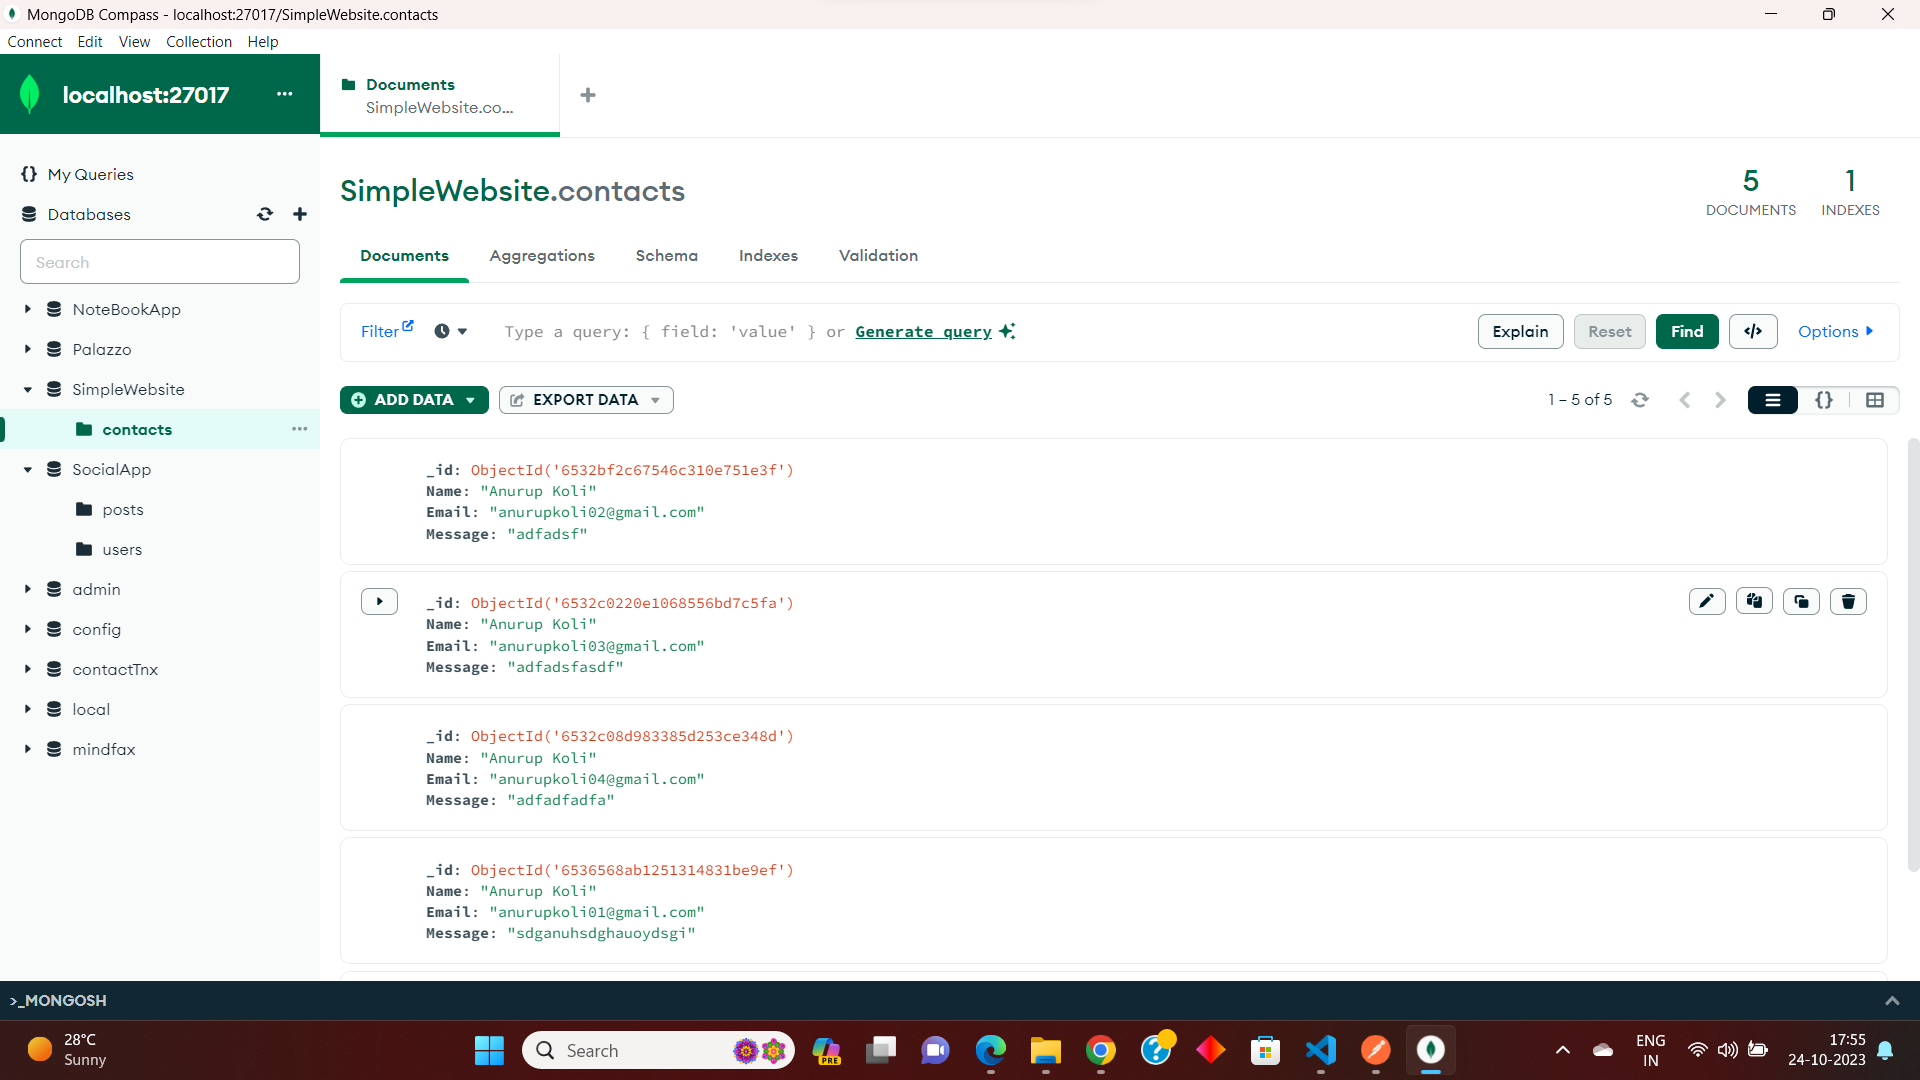 MongoDB Compass - localhost:27017/SimpleWebsite.contacts
Connect Edit View Collection Help
localhost:27017
Documents
SimpleWebsite.co...
My Queries
Databases
Search
NoteBookApp
Palazzo
SimpleWebsite
contacts
SocialApp
posts
users
admin
config
contactTnx
local
mindfax
SimpleWebsite.contacts
5
DOCUMENTS
1
INDEXES
Documents Aggregations Schema Indexes Validation
Filter Type a query: { field: 'value' } or Generate query Explain Reset Find </> Options
ADD DATA EXPORT DATA 1 – 5 of 5 {}
_id: ObjectId('6532bf2c67546c310e751e3f')
Name: "Anurup Koli"
Email: "anurupkoli02@gmail.com"
Message: "adfadsf"
_id: ObjectId('6532c0220e1068556bd7c5fa')
Name: "Anurup Koli"
Email: "anurupkoli03@gmail.com"
Message: "adfadsfasdf"
_id: ObjectId('6532c08d983385d253ce348d')
Name: "Anurup Koli"
Email: "anurupkoli04@gmail.com"
Message: "adfadfadfa"
_id: ObjectId('6536568ab1251314831be9ef')
Name: "Anurup Koli"
Email: "anurupkoli01@gmail.com"
Message: "sdganuhsdghauoydsgi"
>_MONGOSH
28°C
Sunny
Search
PRE
ENG
IN
17:55
24-10-2023